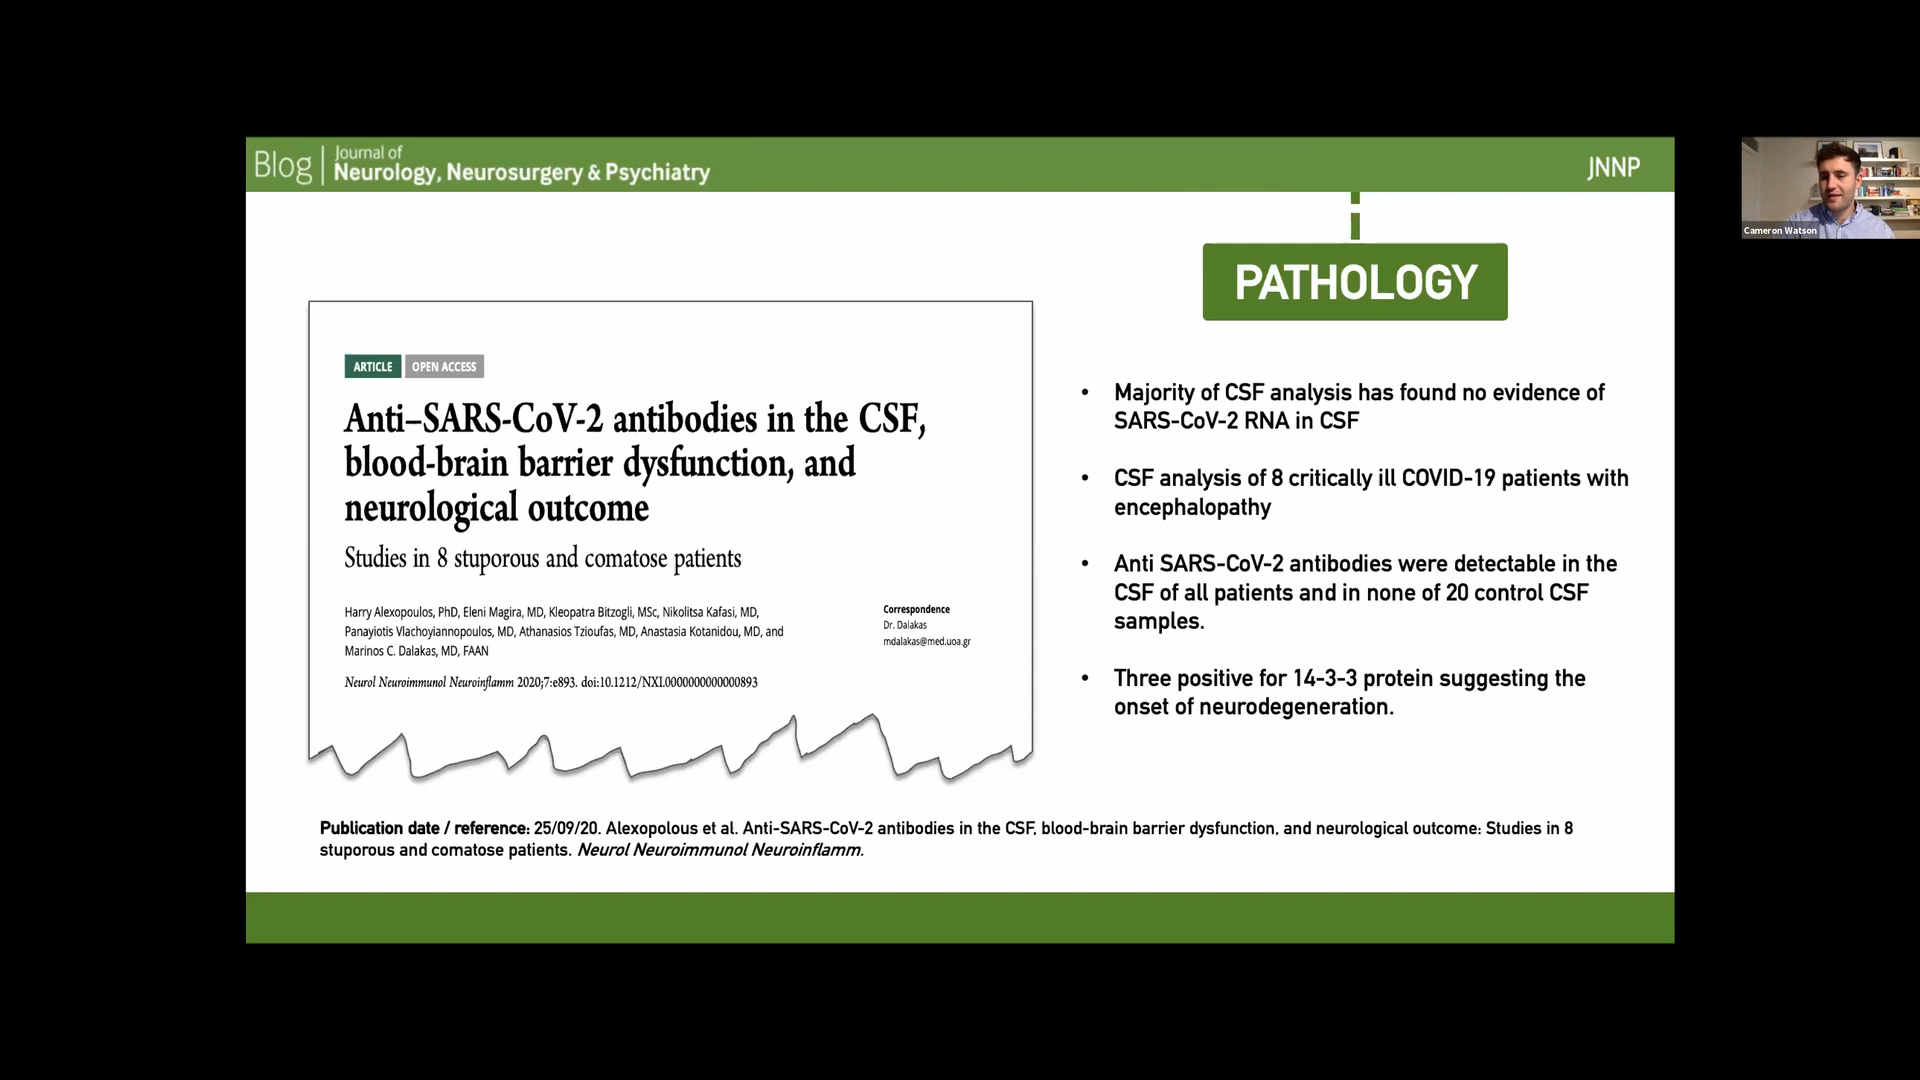 Blog
Journal of
Neurology, Neurosurgery & Psychiatry
JNNP
Cameron Watson
PATHOLOGY
ARTICLE OPEN ACCESS
Anti–SARS-CoV-2 antibodies in the CSF,
blood-brain barrier dysfunction, and
neurological outcome
Studies in 8 stuporous and comatose patients
Harry Alexopoulos, PhD, Eleni Magira, MD, Kleopatra Bitzogli, MSc, Nikolitsa Kafasi, MD,
Panayiotis Vlachoyiannopoulos, MD, Athanasios Tzioufas, MD, Anastasia Kotanidou, MD, and
Marinos C. Dalakas, MD, FAAN
Correspondence
Dr. Dalakas
mdalakas@med.uoa.gr
Neurol Neuroimmunol Neuroinflamm 2020;7:e893. doi:10.1212/NXI.0000000000000893
• Majority of CSF analysis has found no evidence of
SARS-CoV-2 RNA in CSF
• CSF analysis of 8 critically ill COVID-19 patients with
encephalopathy
• Anti SARS-CoV-2 antibodies were detectable in the
CSF of all patients and in none of 20 control CSF
samples.
• Three positive for 14-3-3 protein suggesting the
onset of neurodegeneration.
Publication date / reference: 25/09/20. Alexopolous et al. Anti-SARS-CoV-2 antibodies in the CSF, blood-brain barrier dysfunction, and neurological outcome: Studies in 8
stuporous and comatose patients. Neurol Neuroimmunol Neuroinflamm.